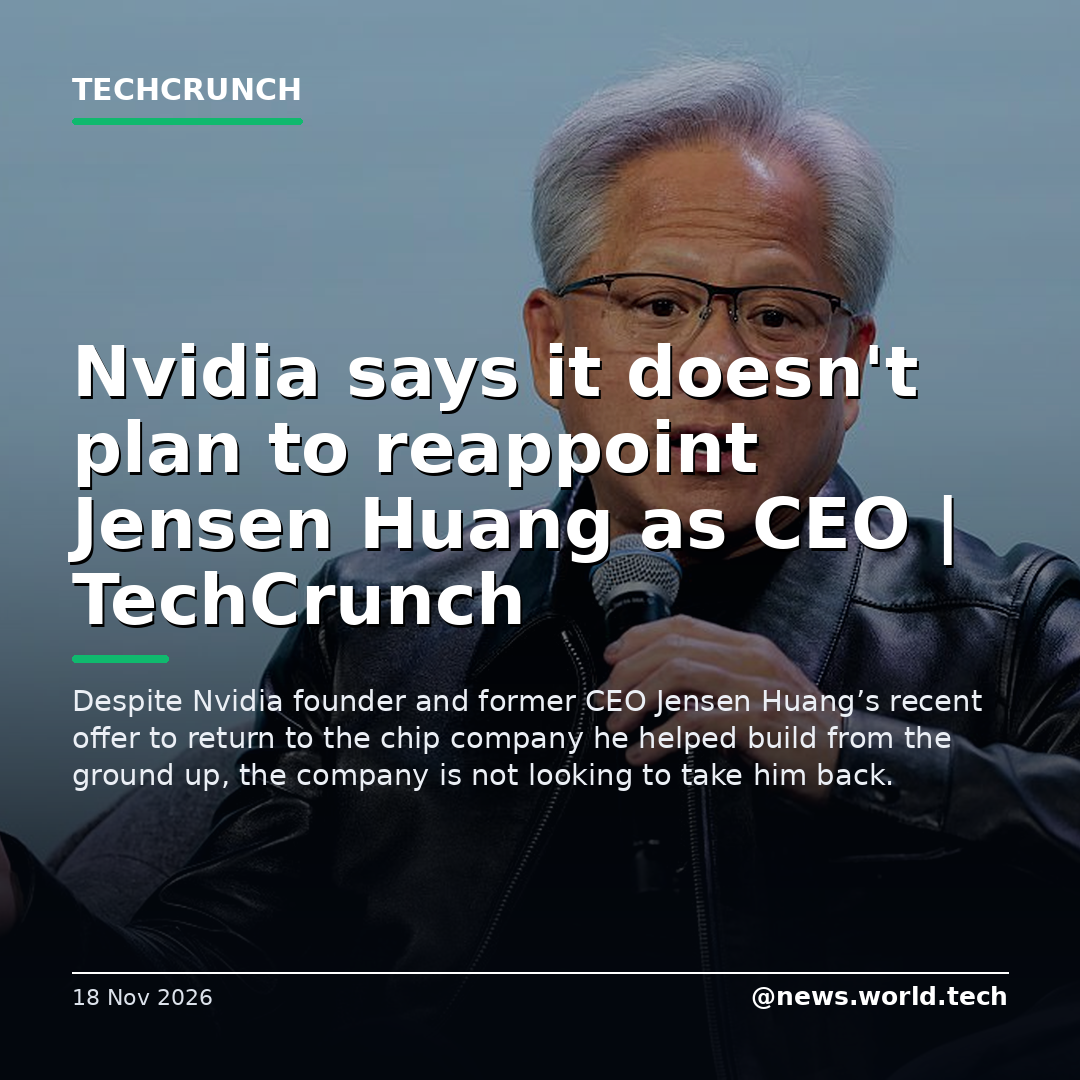 TECHCRUNCH
Nvidia says it doesn't
plan to reappoint
Jensen Huang as CEO |
TechCrunch
Despite Nvidia founder and former CEO Jensen Huang’s recent
offer to return to the chip company he helped build from the
ground up, the company is not looking to take him back.
18 Nov 2026
@news.world.tech